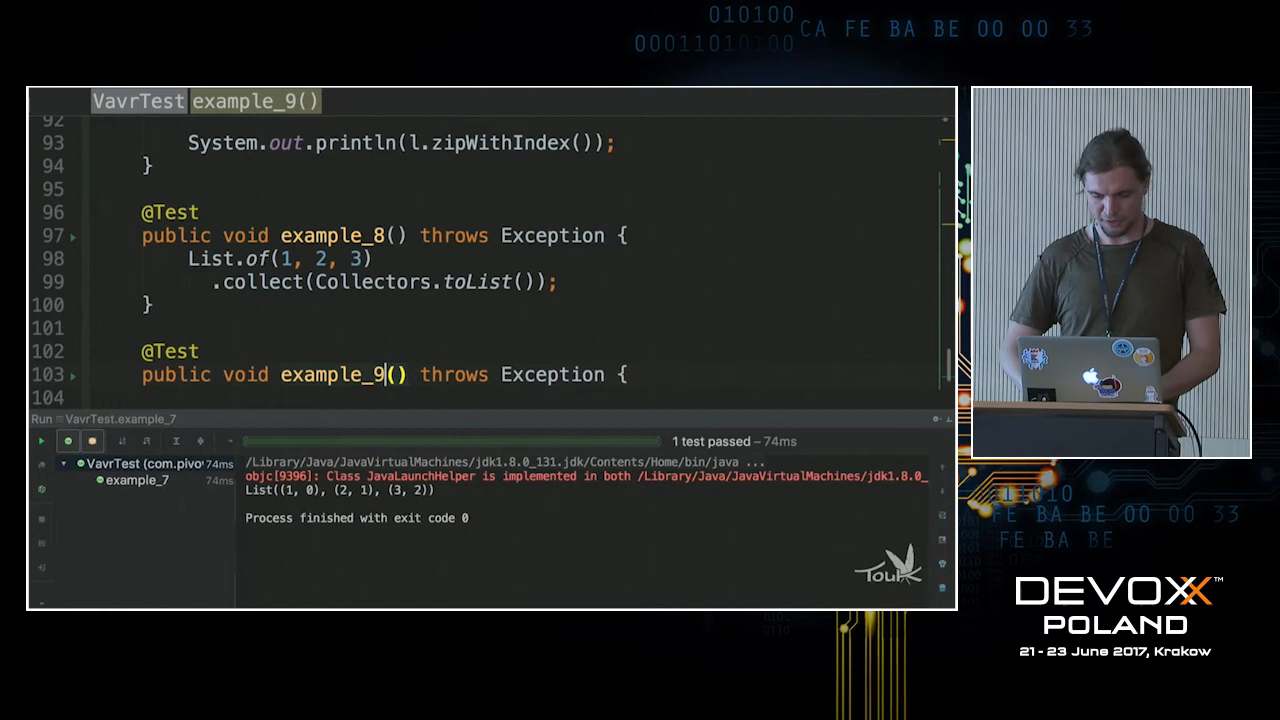 010100
00011010100
CA FE BA BE 00 00 33
VavrTest example_9()
92
93 System.out.println(l.zipWithIndex());
94 }
95
96 @Test
97 public void example_8() throws Exception {
98 List.of(1, 2, 3)
99 .collect(Collectors.toList());
100 }
101
102 @Test
103 public void example_9() throws Exception {
104
Run VavrTest.example_7
1 test passed – 74ms
VavrTest (com.pivo 74ms
example_7 74ms
/Library/Java/JavaVirtualMachines/jdk1.8.0_131.jdk/Contents/Home/bin/java ...
objc[9396]: Class JavaLaunchHelper is implemented in both /Library/Java/JavaVirtualMachines/jdk1.8.0_
List((1, 0), (2, 1), (3, 2))
Process finished with exit code 0
Touk
FE BA BE 00 00 33
FE BA BE
DEVOXX™
POLAND
21 - 23 June 2017, Krakow